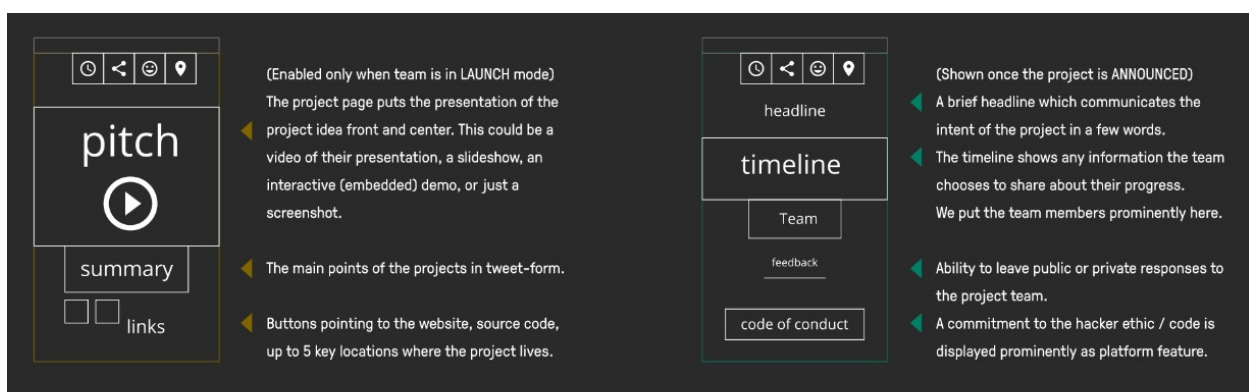 pitch
summary
links
(Enabled only when team is in LAUNCH mode)
The project page puts the presentation of the
project idea front and center. This could be a
video of their presentation, a slideshow, an
interactive (embedded) demo, or just a
screenshot.
The main points of the projects in tweet-form.
Buttons pointing to the website, source code,
up to 5 key locations where the project lives.
headline
timeline
Team
feedback
code of conduct
(Shown once the project is ANNOUNCED)
A brief headline which communicates the
intent of the project in a few words.
The timeline shows any information the team
chooses to share about their progress.
We put the team members prominently here.
Ability to leave public or private responses to
the project team.
A commitment to the hacker ethic / code is
displayed prominently as platform feature.